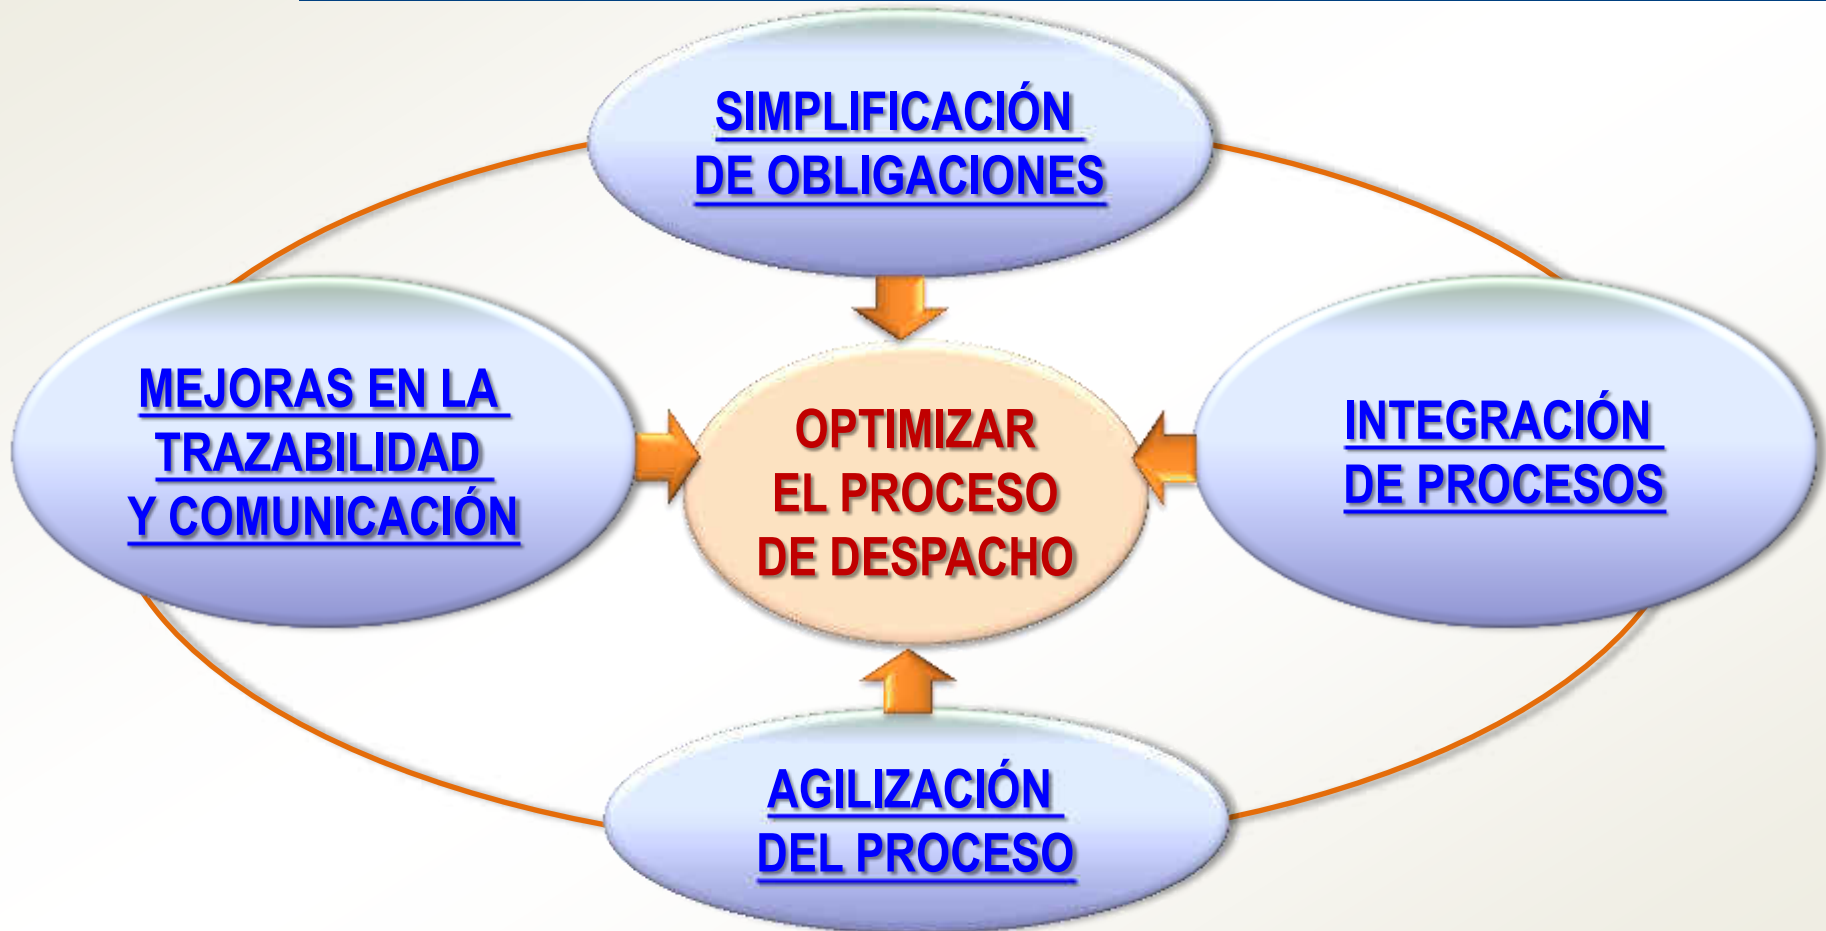 SIMPLIFICACIÓN
DE OBLIGACIONES
MEJORAS EN LA
TRAZABILIDAD
Y COMUNICACIÓN
OPTIMIZAR
EL PROCESO
DE DESPACHO
INTEGRACIÓN
DE PROCESOS
AGILIZACIÓN
DEL PROCESO